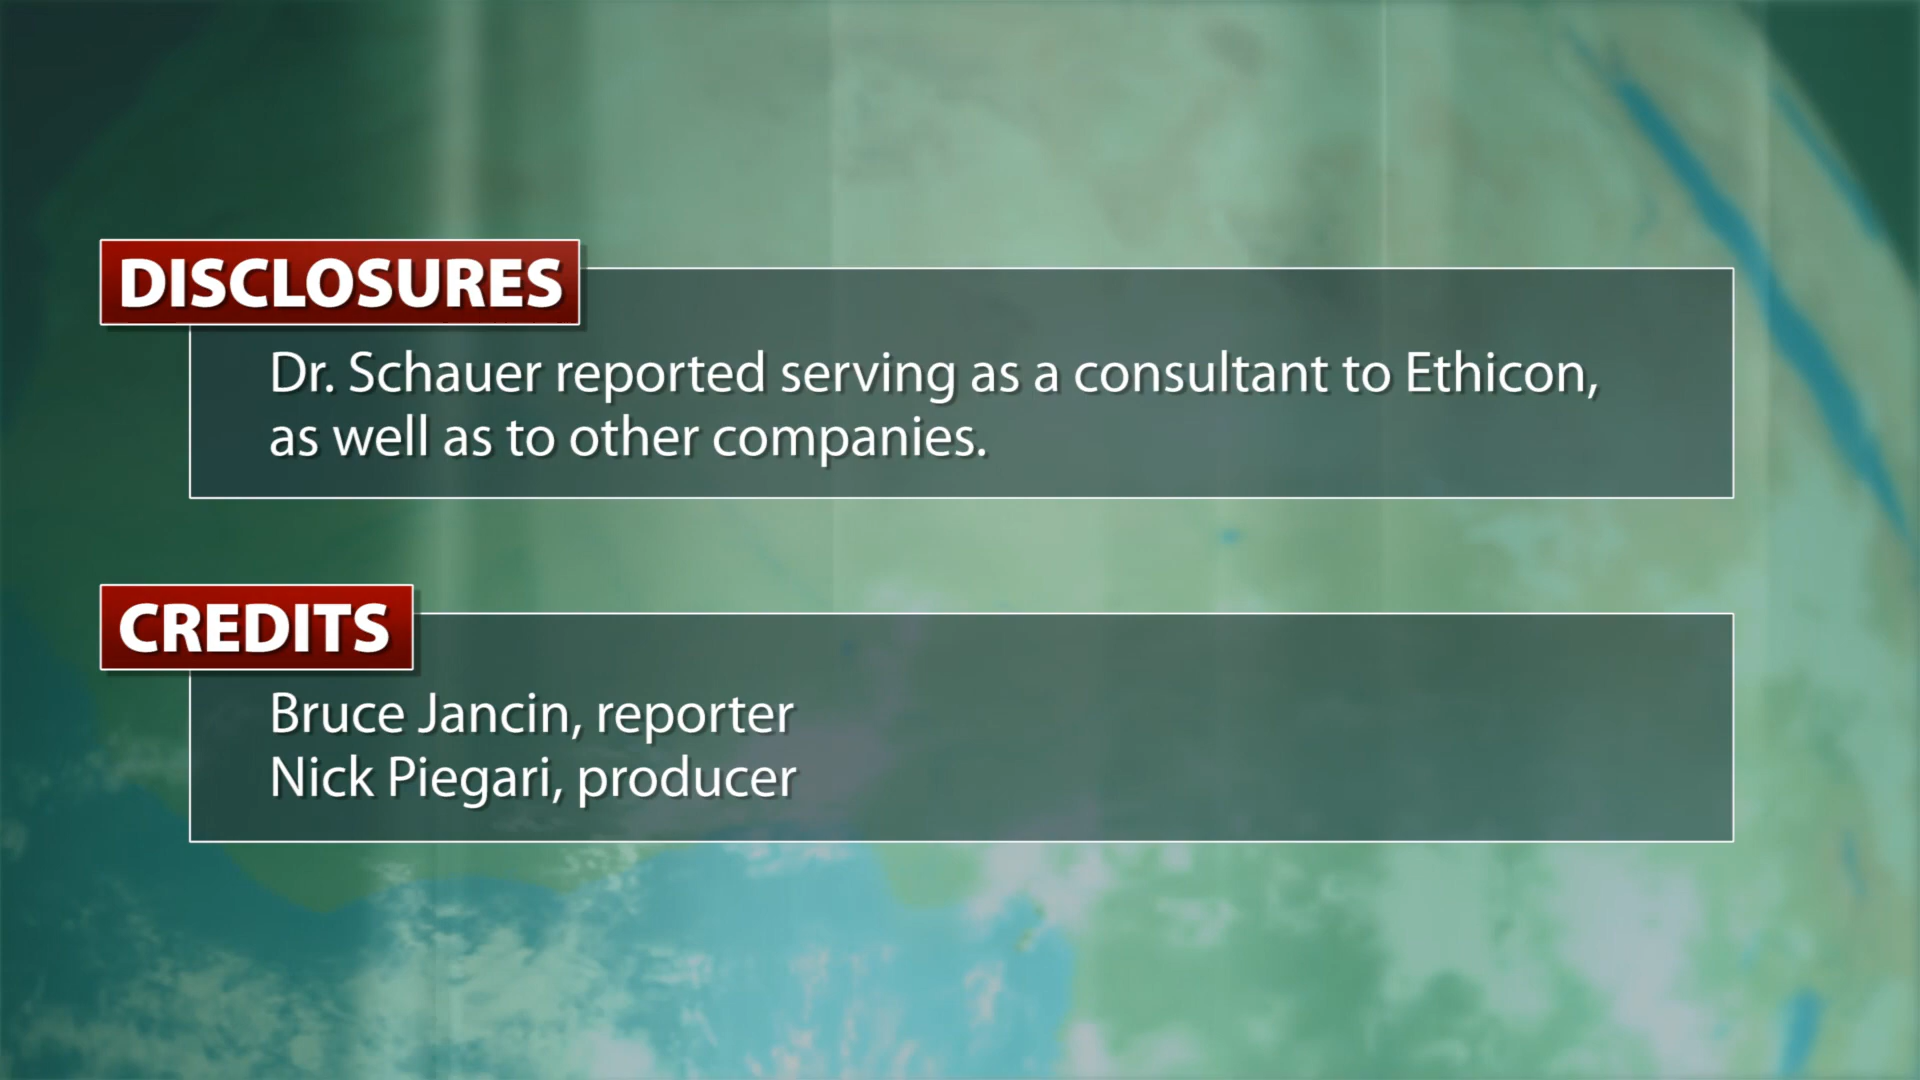 DISCLOSURES
Dr. Schauer reported serving as a consultant to Ethicon,
as well as to other companies.
CREDITS
Bruce Jancin, reporter
Nick Piegari, producer